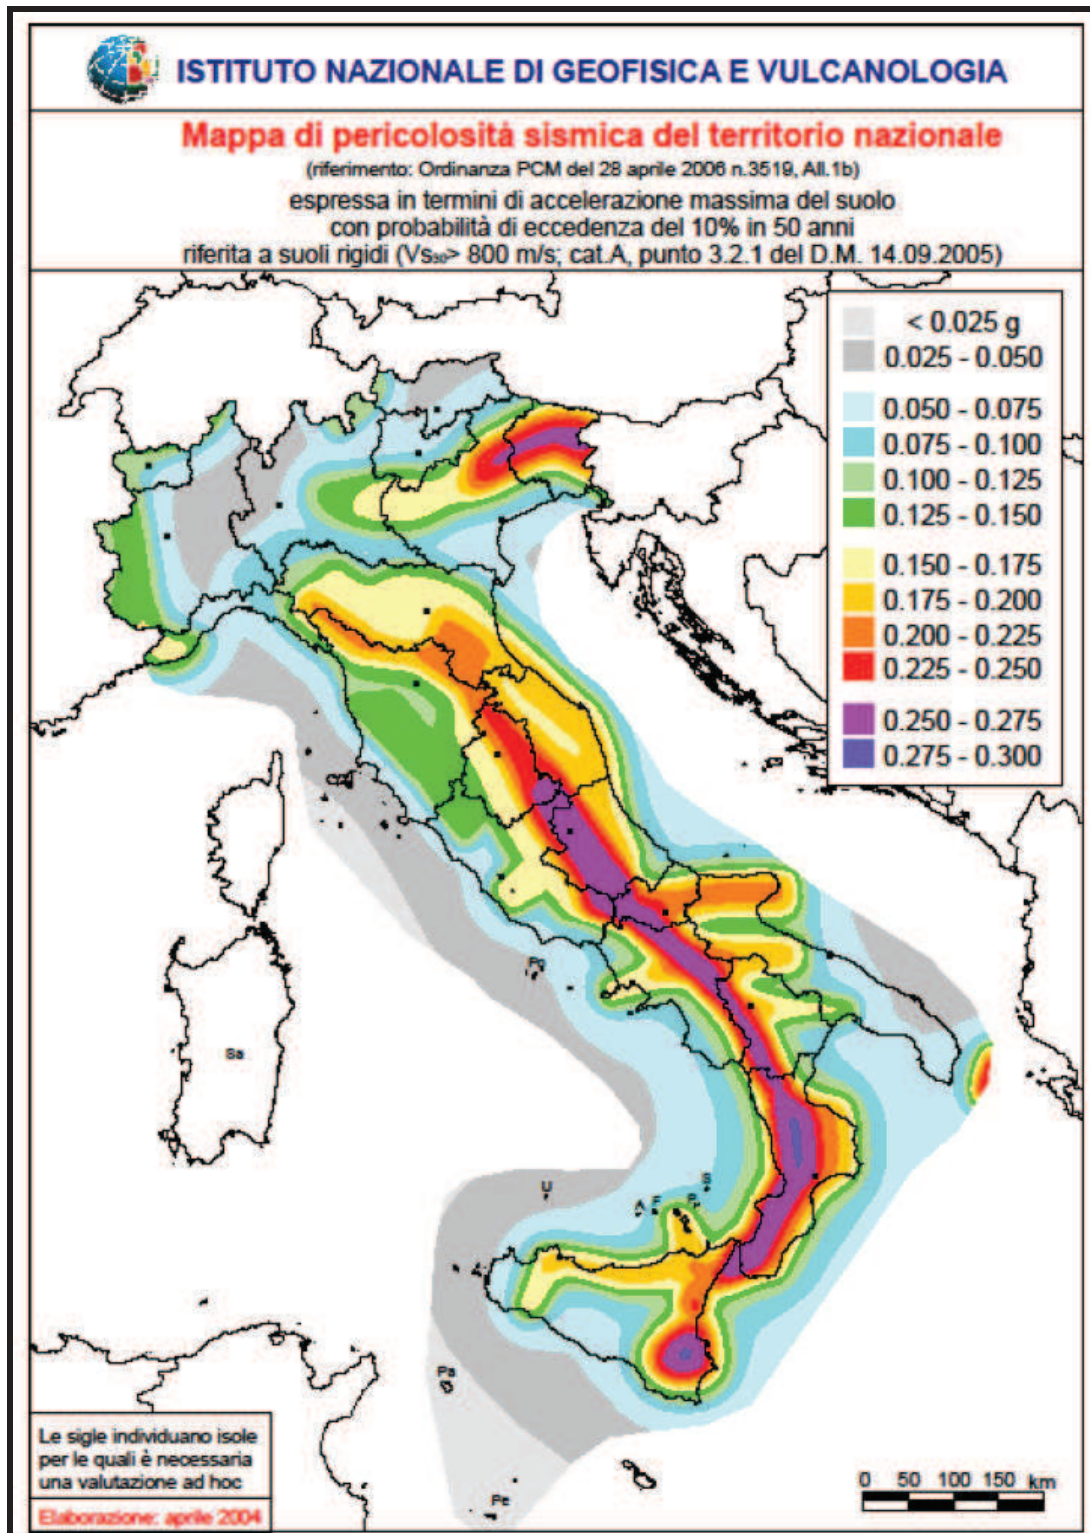 ISTITUTO NAZIONALE DI GEOFISICA E VULCANOLOGIA
Mappa di pericolosità sismica del territorio nazionale
(riferimento: Ordinanza PCM del 28 aprile 2006 n.3519, All.1b)
espressa in termini di accelerazione massima del suolo
con probabilità di eccedenza del 10% in 50 anni
riferita a suoli rigidi (Vs₃₀> 800 m/s; cat.A, punto 3.2.1 del D.M. 14.09.2005)
< 0.025 g
0.025 - 0.050
0.050 - 0.075
0.075 - 0.100
0.100 - 0.125
0.125 - 0.150
0.150 - 0.175
0.175 - 0.200
0.200 - 0.225
0.225 - 0.250
0.250 - 0.275
0.275 - 0.300
Sa
U
A
F
S
Pa
Pe
Le sigle individuano isole
per le quali è necessaria
una valutazione ad hoc
Elaborazione: aprile 2004
0 50 100 150 km